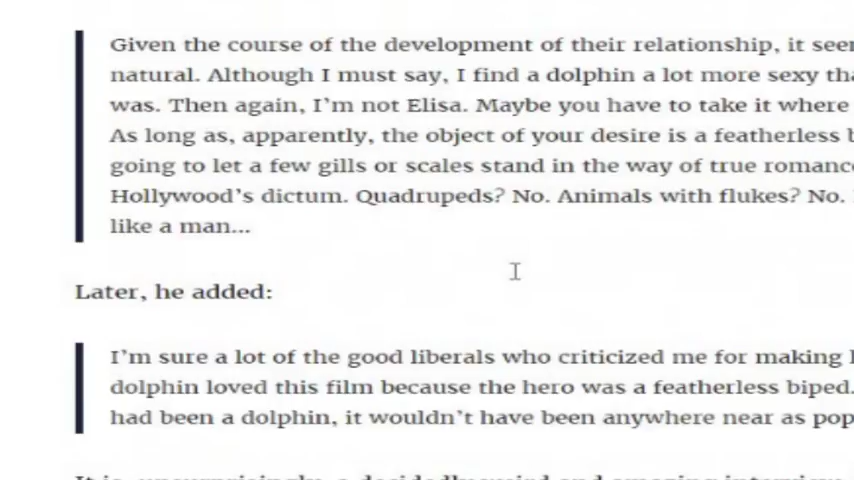 Given the course of the development of their relationship, it
natural. Although I must say, I find a dolphin a lot more sexy
was. Then again, I'm not Elisa. Maybe you have to take it where
As long as, apparently, the object of your desire is a featherless
going to let a few gills or scales stand in the way of true
Hollywood's dictum. Quadrupeds? No. Animals with flukes? No.
like a man...
Later, he added:
I'm sure a lot of the good liberals who criticized me for making
dolphin loved this film because the hero was a featherless biped.
had been a dolphin, it wouldn't have been anywhere near as